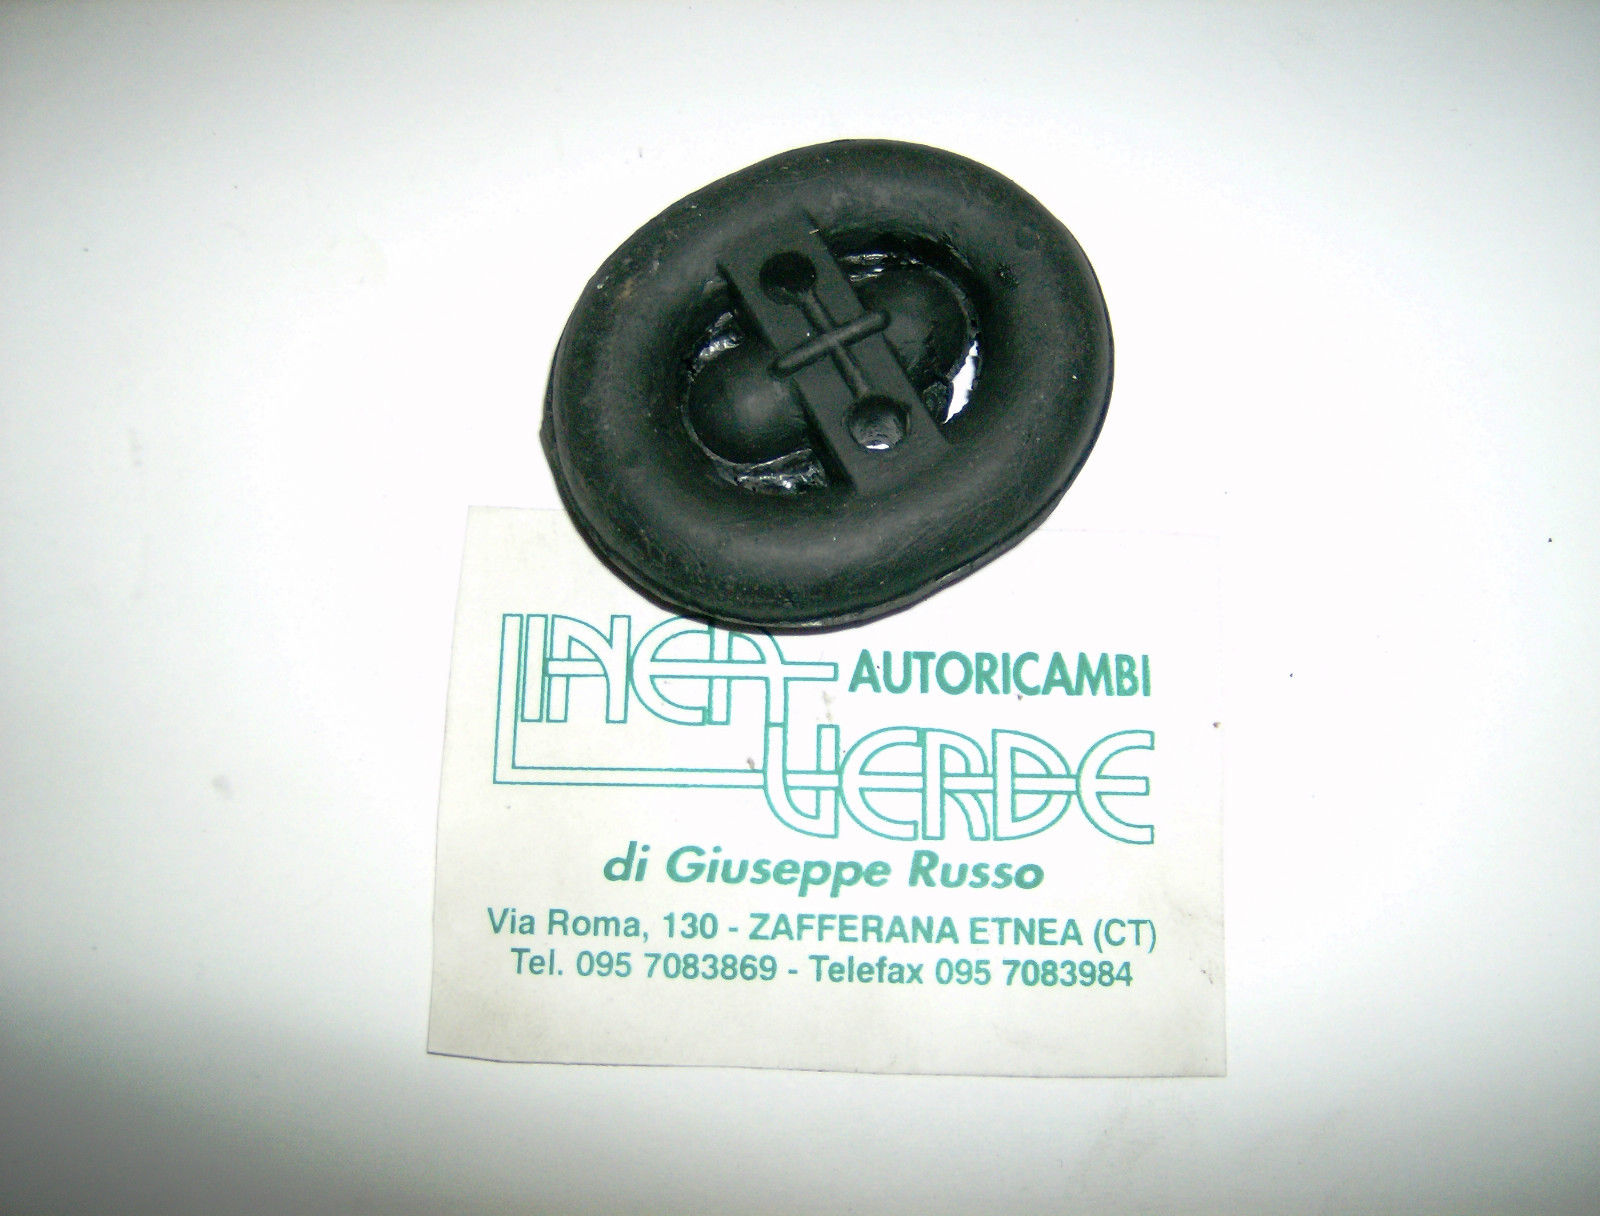 LINEA AUTORICAMBI
VERDE
di Giuseppe Russo
Via Roma, 130 - ZAFFERANA ETNEA (CT)
Tel. 095 7083869 - Telefax 095 7083984